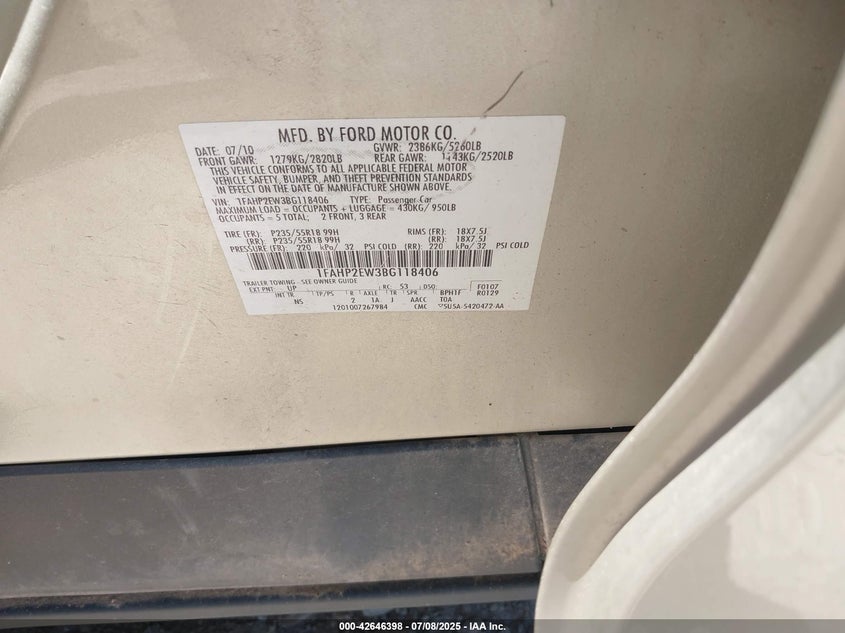 MFD. BY FORD MOTOR CO.
DATE: 07/10 GVWR: 2386KG/5260LB
FRONT GAWR: 1279KG/2820LB REAR GAWR: 1143KG/2520LB
THIS VEHICLE CONFORMS TO ALL APPLICABLE FEDERAL MOTOR
VEHICLE SAFETY, BUMPER, AND THEFT PREVENTION STANDARDS
IN EFFECT ON THE DATE OF MANUFACTURE SHOWN ABOVE.
VIN: 1FAHP2EW3BG118406 TYPE: Passenger Car
MAXIMUM LOAD = OCCUPANTS + LUGGAGE = 430KG/ 950LB
OCCUPANTS = 5 TOTAL; 2 FRONT, 3 REAR
TIRE (FR): P235/55R18 99H RIMS (FR): 18X7.5J
(RR): P235/55R18 99H (RR): 18X7.5J
PRESSURE (FR): 220 kPa/ 32 PSI COLD (RR): 220 kPa/ 32 PSI COLD
1FAHP2EW3BG118406
TRAILER TOWING - SEE OWNER GUIDE
EXT PNT: UP RC: 53 DSO: F0107
INT TR TP/PS R AXLE TR SPR BPH1F R0129
NS 2 1A J AACC TOA
1201007267984 CMC 5U5A-5420472-AA
000-42646398 | 07/08/2025 | IAA Inc.